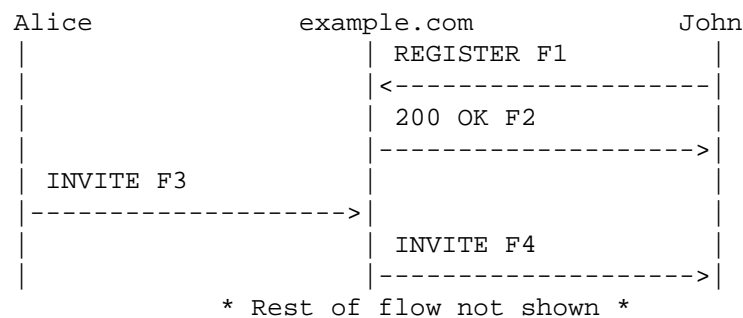 Alice example.com John
REGISTER F1
<--------------------
200 OK F2
-------------------->
INVITE F3
-------------------->
INVITE F4
-------------------->
* Rest of flow not shown *